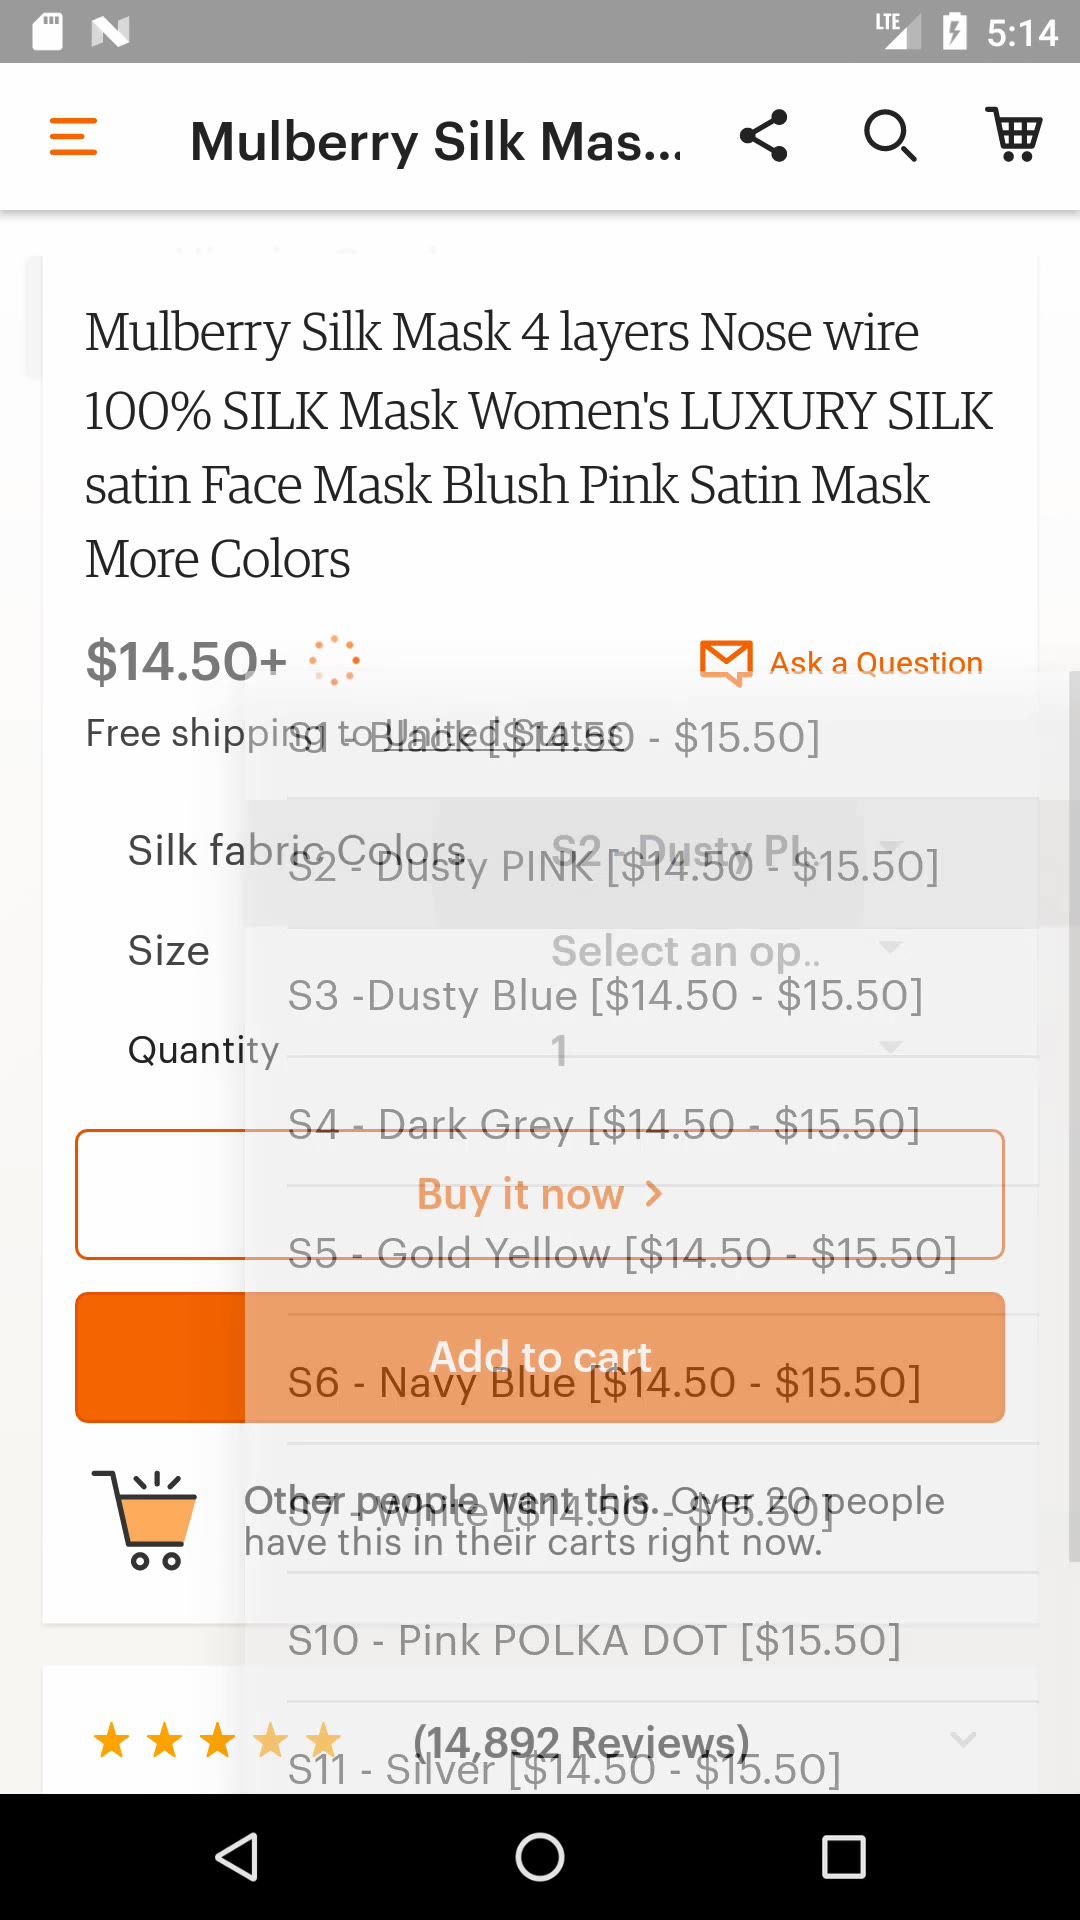 LTE 5:14
Mulberry Silk Mas...
Mulberry Silk Mask 4 layers Nose wire
100% SILK Mask Women's LUXURY SILK
satin Face Mask Blush Pink Satin Mask
More Colors
$14.50+
Ask a Question
Free shipping to United States
S1 - Black [$14.50 - $15.50]
Silk fabric Colors
S2 - Dusty PI..
S2 - Dusty PINK [$14.50 - $15.50]
Size
Select an op..
S3 -Dusty Blue [$14.50 - $15.50]
Quantity
1
S4 - Dark Grey [$14.50 - $15.50]
Buy it now
S5 - Gold Yellow [$14.50 - $15.50]
Add to cart
S6 - Navy Blue [$14.50 - $15.50]
Other people want this. Over 20 people
have this in their carts right now.
S7 - White [$14.50 - $15.50]
S10 - Pink POLKA DOT [$15.50]
(14,892 Reviews)
S11 - Silver [$14.50 - $15.50]